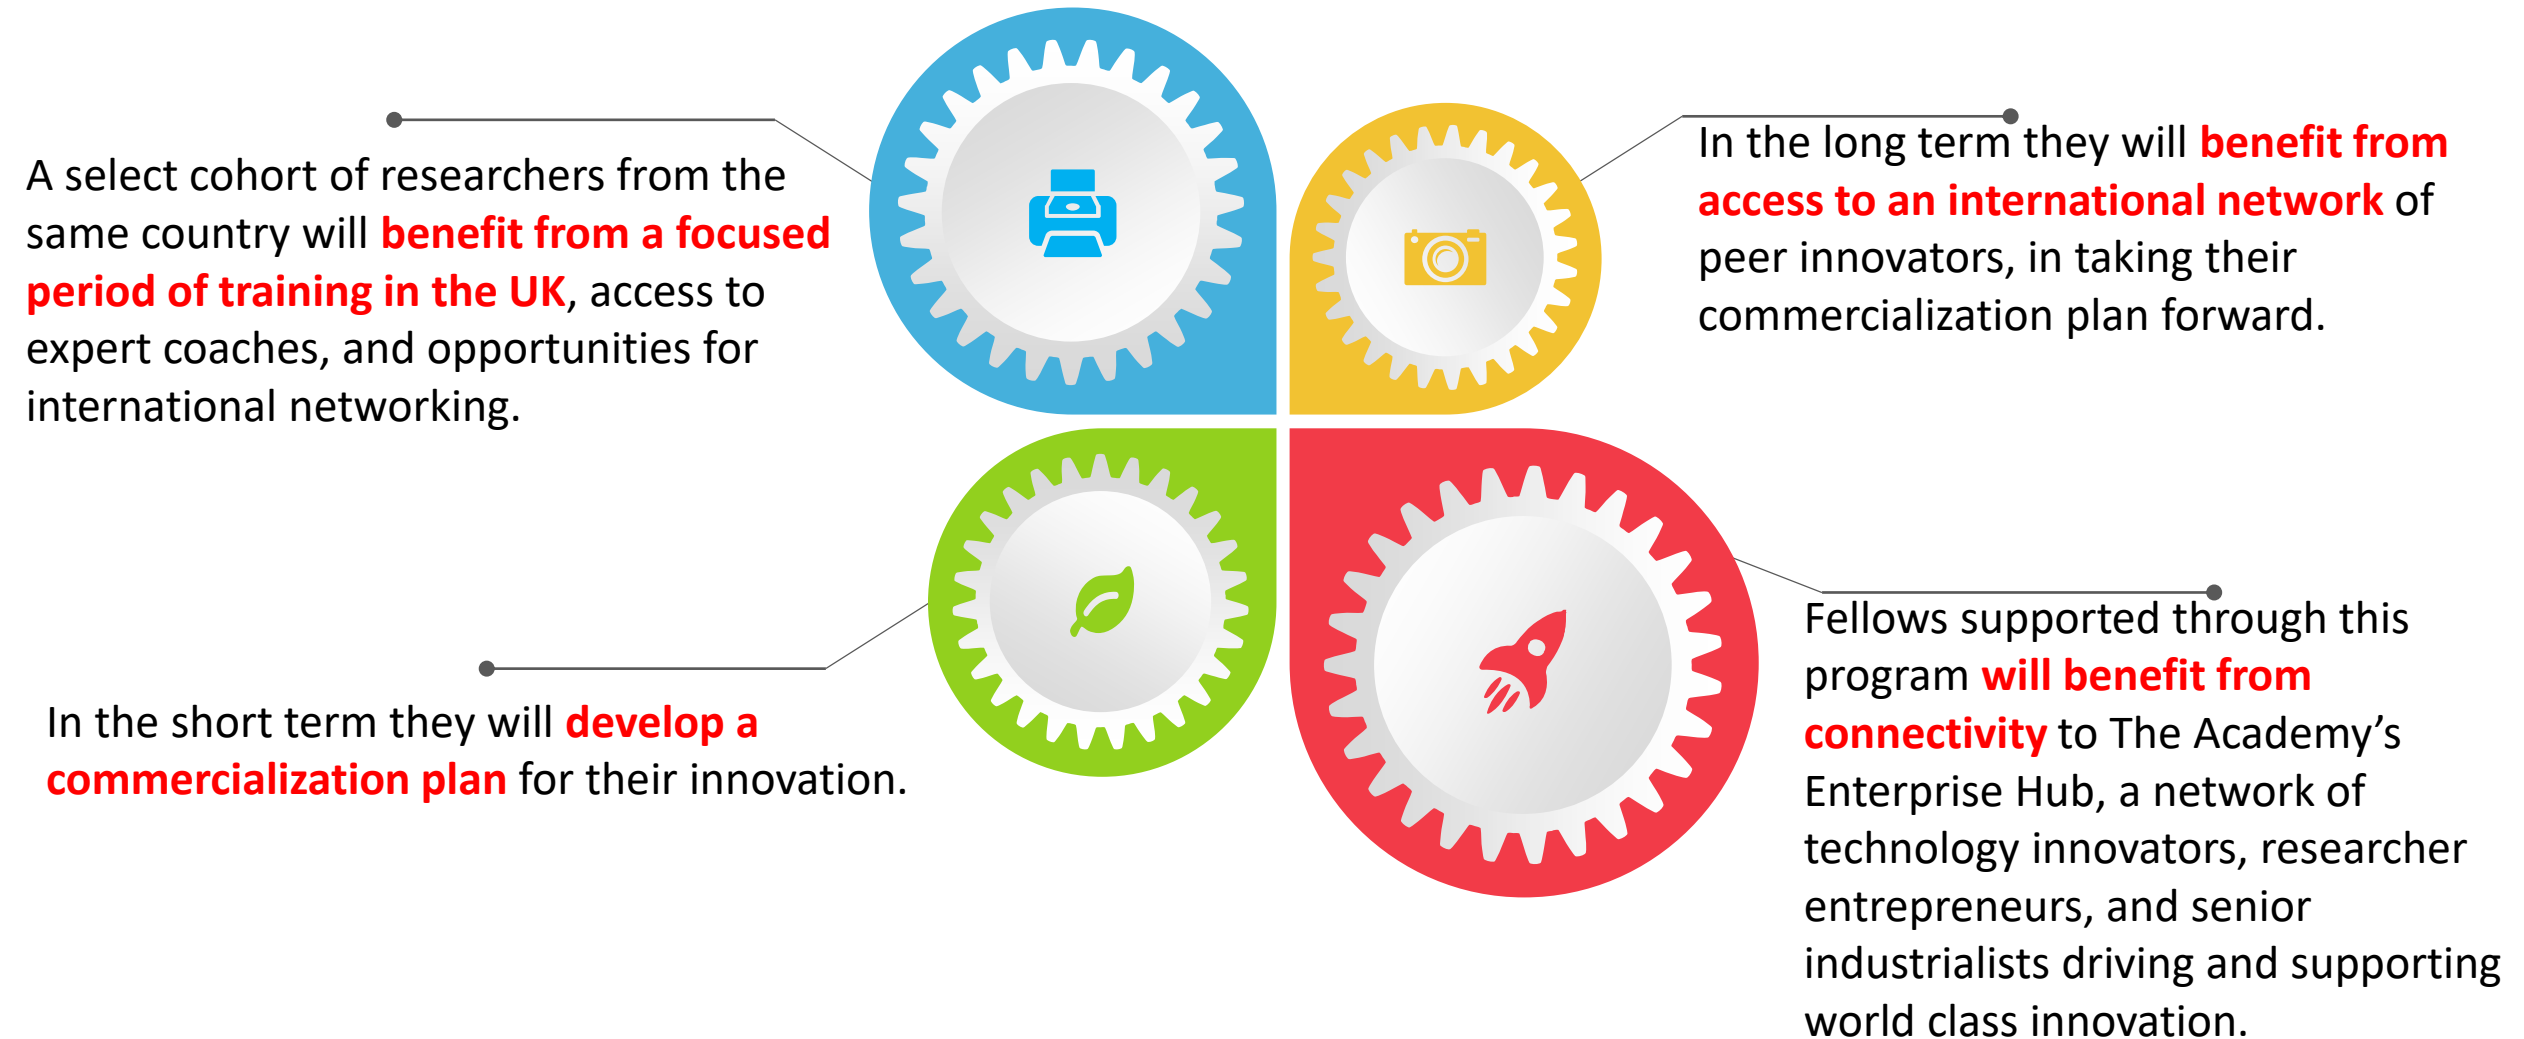 A select cohort of researchers from the
same country will benefit from a focused
period of training in the UK, access to
expert coaches, and opportunities for
international networking.
In the long term they will benefit from
access to an international network of
peer innovators, in taking their
commercialization plan forward.
In the short term they will develop a
commercialization plan for their innovation.
Fellows supported through this
program will benefit from
connectivity to The Academy’s
Enterprise Hub, a network of
technology innovators, researcher
entrepreneurs, and senior
industrialists driving and supporting
world class innovation.